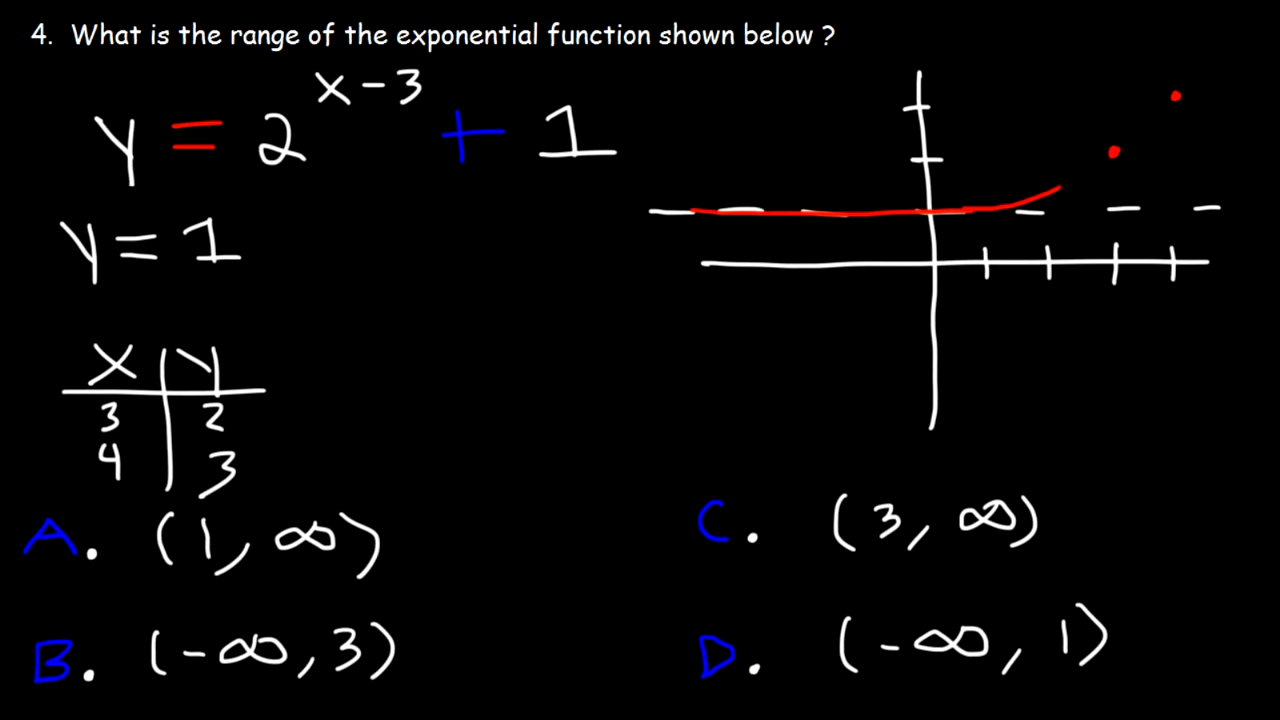 4. What is the range of the exponential function shown below ?
y = 2^{x-3} + 1
y = 1
x | y
3 | 2
4 | 3
A. (1, ∞)
B. (-∞, 3)
C. (3, ∞)
D. (-∞, 1)